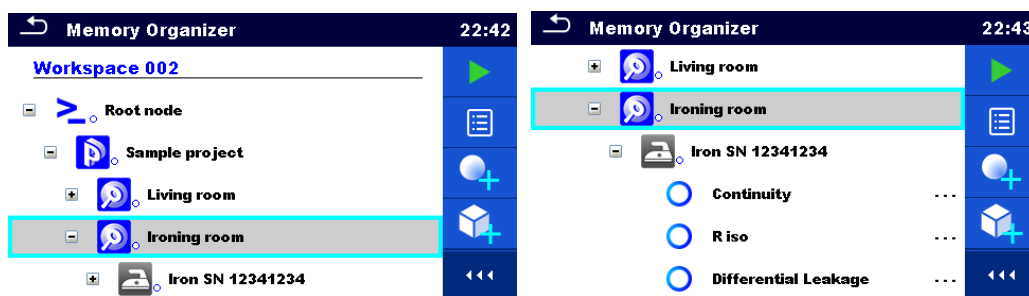 Memory Organizer 22:42
Workspace 002
Root node
Sample project
Living room
Ironing room
Iron SN 12341234
Memory Organizer 22:43
Living room
Ironing room
Iron SN 12341234
Continuity ---
R iso ---
Differential Leakage ---